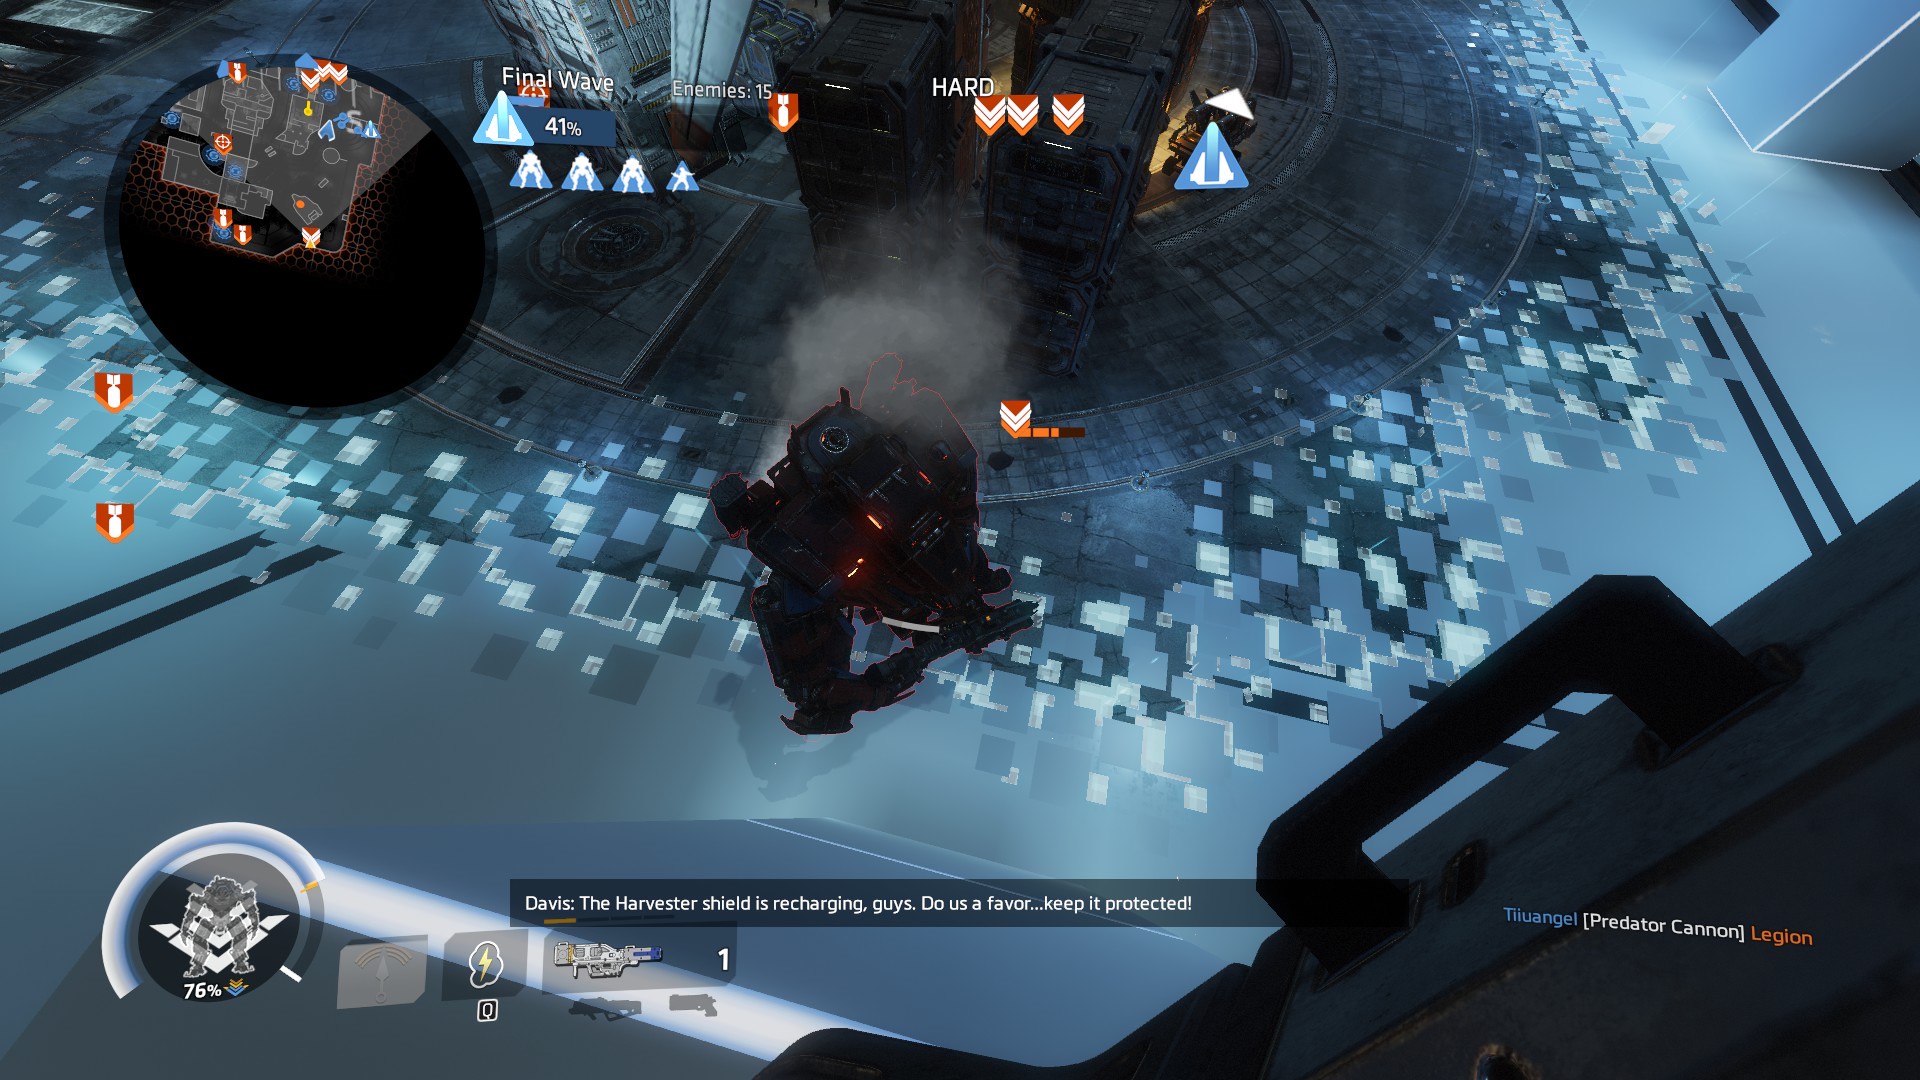 Final Wave
Enemies: 15
HARD
41%
Davis: The Harvester shield is recharging, guys. Do us a favor...keep it protected!
Tiiuangel [Predator Cannon] Legion
1
76%
Q